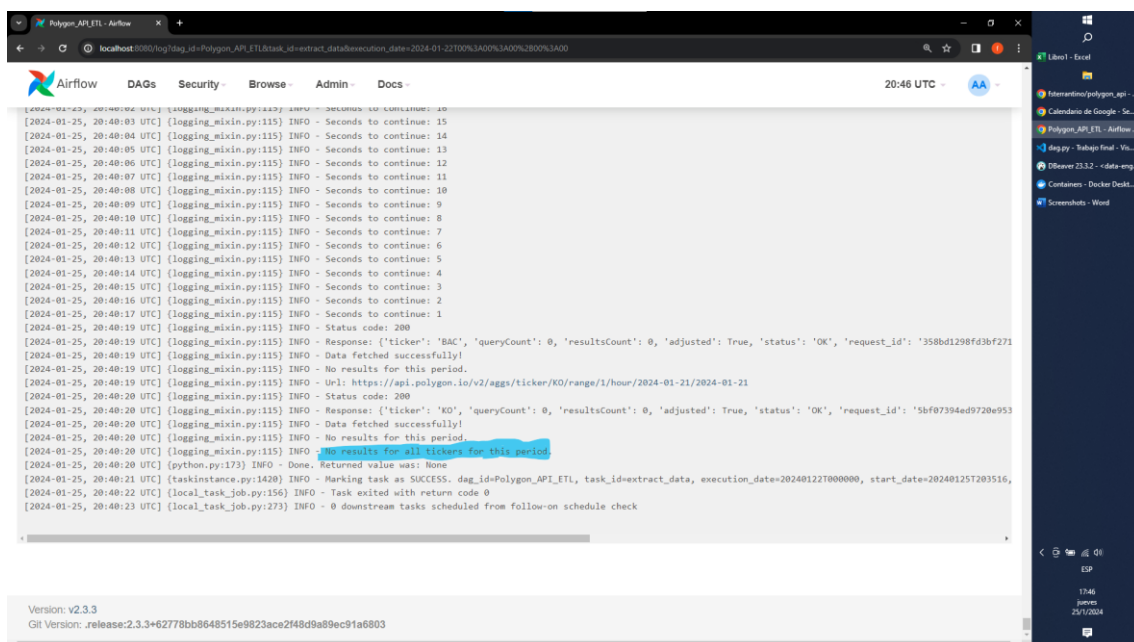 Polygon_API_ETL - Airflow
localhost:8080/log?dag_id=Polygon_API_ETL&task_id=extract_data&execution_date=2024-01-22T00%3A00%3A00%2B00%3A00
Airflow DAGs Security Browse Admin Docs 20:46 UTC AA
[2024-01-25, 20:40:02 UTC] {logging_mixin.py:115} INFO - Seconds to continue: 16
[2024-01-25, 20:40:03 UTC] {logging_mixin.py:115} INFO - Seconds to continue: 15
[2024-01-25, 20:40:04 UTC] {logging_mixin.py:115} INFO - Seconds to continue: 14
[2024-01-25, 20:40:05 UTC] {logging_mixin.py:115} INFO - Seconds to continue: 13
[2024-01-25, 20:40:06 UTC] {logging_mixin.py:115} INFO - Seconds to continue: 12
[2024-01-25, 20:40:07 UTC] {logging_mixin.py:115} INFO - Seconds to continue: 11
[2024-01-25, 20:40:08 UTC] {logging_mixin.py:115} INFO - Seconds to continue: 10
[2024-01-25, 20:40:09 UTC] {logging_mixin.py:115} INFO - Seconds to continue: 9
[2024-01-25, 20:40:10 UTC] {logging_mixin.py:115} INFO - Seconds to continue: 8
[2024-01-25, 20:40:11 UTC] {logging_mixin.py:115} INFO - Seconds to continue: 7
[2024-01-25, 20:40:12 UTC] {logging_mixin.py:115} INFO - Seconds to continue: 6
[2024-01-25, 20:40:13 UTC] {logging_mixin.py:115} INFO - Seconds to continue: 5
[2024-01-25, 20:40:14 UTC] {logging_mixin.py:115} INFO - Seconds to continue: 4
[2024-01-25, 20:40:15 UTC] {logging_mixin.py:115} INFO - Seconds to continue: 3
[2024-01-25, 20:40:16 UTC] {logging_mixin.py:115} INFO - Seconds to continue: 2
[2024-01-25, 20:40:17 UTC] {logging_mixin.py:115} INFO - Seconds to continue: 1
[2024-01-25, 20:40:19 UTC] {logging_mixin.py:115} INFO - Status code: 200
[2024-01-25, 20:40:19 UTC] {logging_mixin.py:115} INFO - Response: {'ticker': 'BAC', 'queryCount': 0, 'resultsCount': 0, 'adjusted': True, 'status': 'OK', 'request_id': '358bd1298fd3bf271
[2024-01-25, 20:40:19 UTC] {logging_mixin.py:115} INFO - Data fetched successfully!
[2024-01-25, 20:40:19 UTC] {logging_mixin.py:115} INFO - No results for this period.
[2024-01-25, 20:40:19 UTC] {logging_mixin.py:115} INFO - Url: https://api.polygon.io/v2/aggs/ticker/KO/range/1/hour/2024-01-21/2024-01-21
[2024-01-25, 20:40:20 UTC] {logging_mixin.py:115} INFO - Status code: 200
[2024-01-25, 20:40:20 UTC] {logging_mixin.py:115} INFO - Response: {'ticker': 'KO', 'queryCount': 0, 'resultsCount': 0, 'adjusted': True, 'status': 'OK', 'request_id': '5bf07394ed9720e953
[2024-01-25, 20:40:20 UTC] {logging_mixin.py:115} INFO - Data fetched successfully!
[2024-01-25, 20:40:20 UTC] {logging_mixin.py:115} INFO - No results for this period.
[2024-01-25, 20:40:20 UTC] {logging_mixin.py:115} INFO - No results for all tickers for this period.
[2024-01-25, 20:40:20 UTC] {python.py:173} INFO - Done. Returned value was: None
[2024-01-25, 20:40:21 UTC] {taskinstance.py:1420} INFO - Marking task as SUCCESS. dag_id=Polygon_API_ETL, task_id=extract_data, execution_date=20240122T000000, start_date=20240125T203516,
[2024-01-25, 20:40:22 UTC] {local_task_job.py:156} INFO - Task exited with return code 0
[2024-01-25, 20:40:23 UTC] {local_task_job.py:273} INFO - 0 downstream tasks scheduled from follow-on schedule check
Version: v2.3.3
Git Version: .release:2.3.3+62778bb8648515e9823ace2f48d9a89ec91a6803
Libro1 - Excel
fsterrantino/polygon_api - ...
Calendario de Google - Se...
Polygon_API_ETL - Airflow...
dag.py - Trabajo final - Vis...
DBeaver 23.3.2 - <data-eng...
Containers - Docker Deskt...
Screenshots - Word
ESP
17:46
jueves
25/1/2024